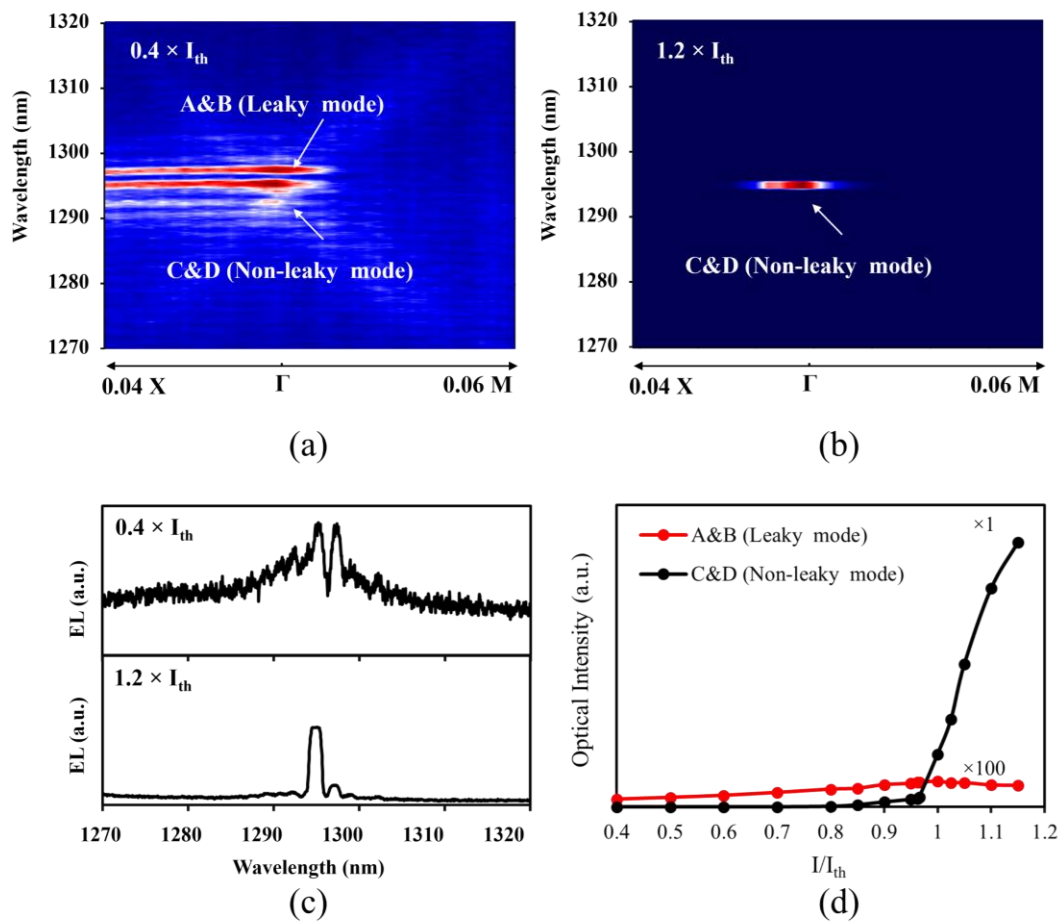 1320
1310
1300
1290
1280
1270
Wavelength (nm)
0.4 × Ith
A&B (Leaky mode)
C&D (Non-leaky mode)
0.04 X
Γ
0.06 M
(a)
1320
1310
1300
1290
1280
1270
Wavelength (nm)
1.2 × Ith
C&D (Non-leaky mode)
0.04 X
Γ
0.06 M
(b)
0.4 × Ith
EL (a.u.)
1.2 × Ith
EL (a.u.)
1270 1280 1290 1300 1310 1320
Wavelength (nm)
(c)
Optical Intensity (a.u.)
A&B (Leaky mode)
C&D (Non-leaky mode)
×1
×100
0.4 0.5 0.6 0.7 0.8 0.9 1 1.1 1.2
I/Ith
(d)